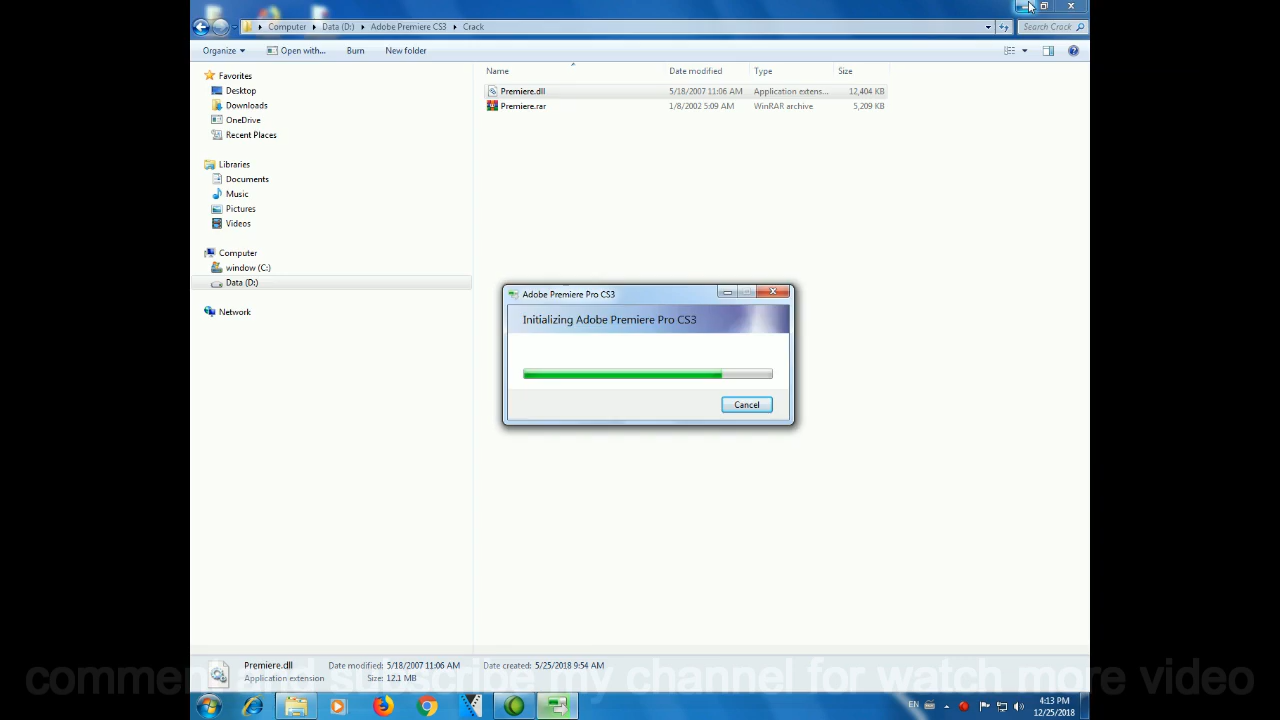 Computer Data (D:) Adobe Premiere CS3 Crack
Search Crack
Organize Open with... Burn New folder
Name Date modified Type Size
Favorites
Desktop
Downloads
OneDrive
Recent Places
Libraries
Documents
Music
Pictures
Videos
Computer
window (C:)
Data (D:)
Network
Premiere.dll 5/18/2007 11:06 AM Application extens... 12,404 KB
Premiere.rar 1/8/2002 5:09 AM WinRAR archive 5,209 KB
Adobe Premiere Pro CS3
Initializing Adobe Premiere Pro CS3
Cancel
Premiere.dll Date modified: 5/18/2007 11:06 AM Date created: 5/25/2018 9:54 AM
Application extension Size: 12.1 MB
comment and subscribe my channel for watch more video
EN 4:13 PM
12/25/2018